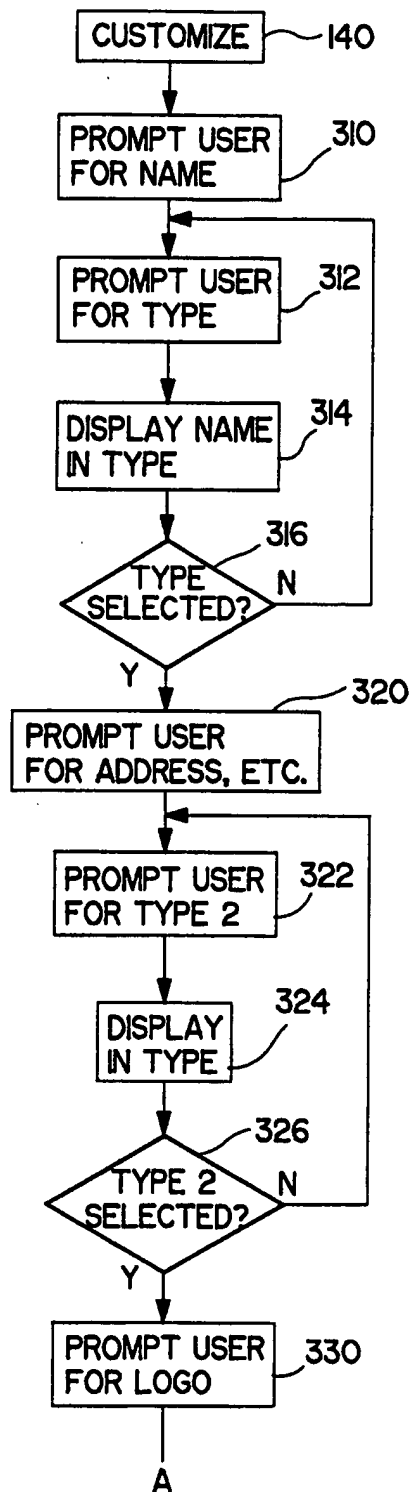 CUSTOMIZE
140
PROMPT USER
FOR NAME
310
PROMPT USER
FOR TYPE
312
DISPLAY NAME
IN TYPE
314
TYPE
SELECTED?
316
N
Y
PROMPT USER
FOR ADDRESS, ETC.
320
PROMPT USER
FOR TYPE 2
322
DISPLAY
IN TYPE
324
TYPE 2
SELECTED?
326
N
Y
PROMPT USER
FOR LOGO
330
A